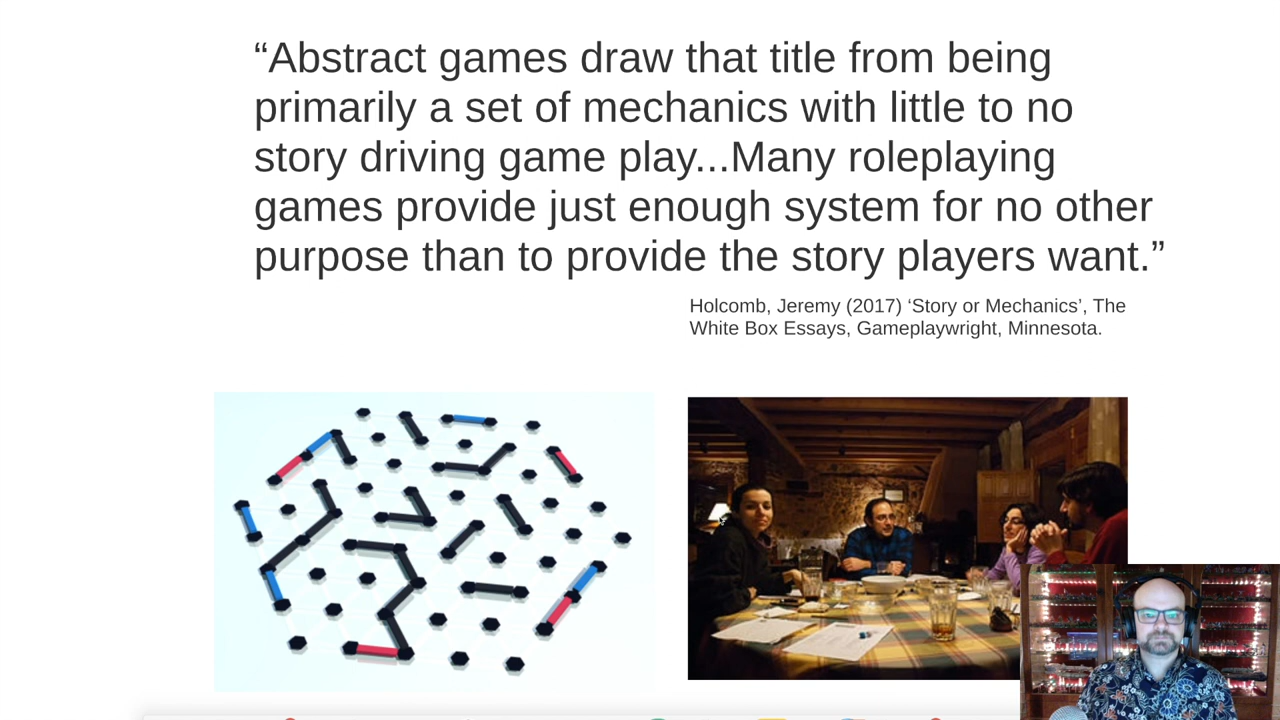 “Abstract games draw that title from being
primarily a set of mechanics with little to no
story driving game play...Many roleplaying
games provide just enough system for no other
purpose than to provide the story players want.”
Holcomb, Jeremy (2017) ‘Story or Mechanics’, The
White Box Essays, Gameplaywright, Minnesota.